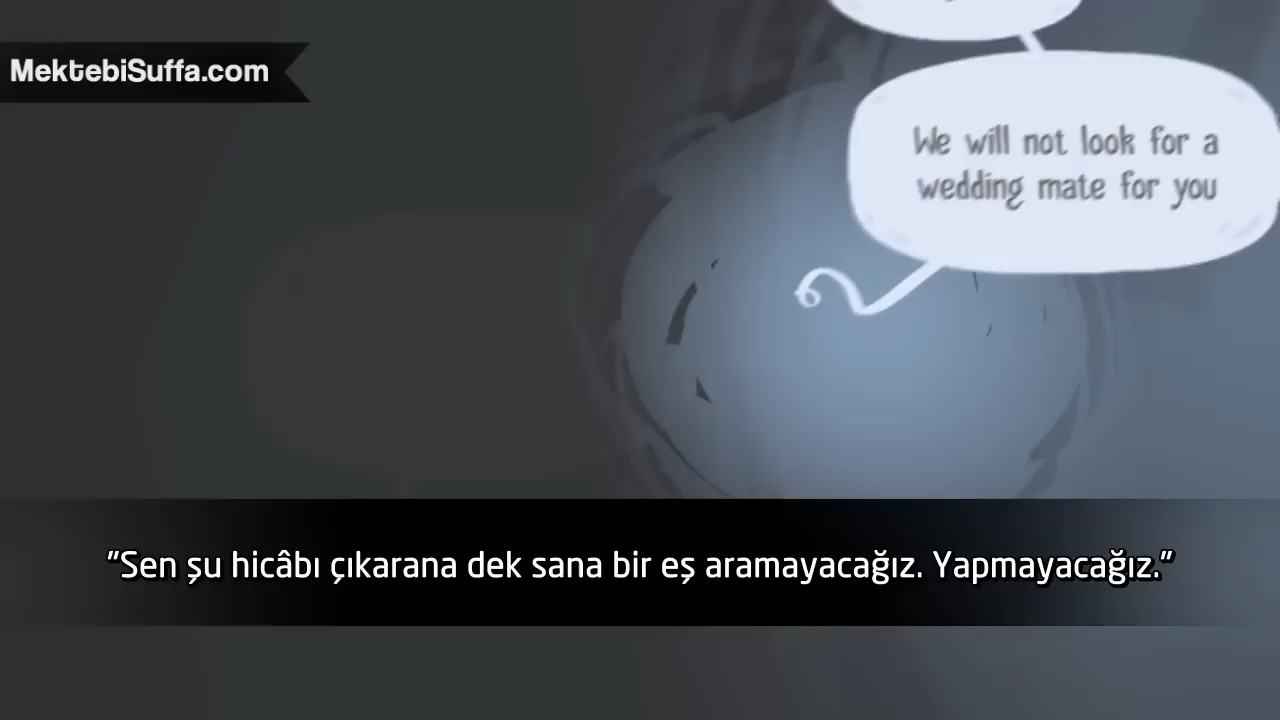 MektebiSuffa.com
We will not look for a
wedding mate for you
"Sen şu hicâbı çıkarana dek sana bir eş aramayacağız. Yapmayacağız."